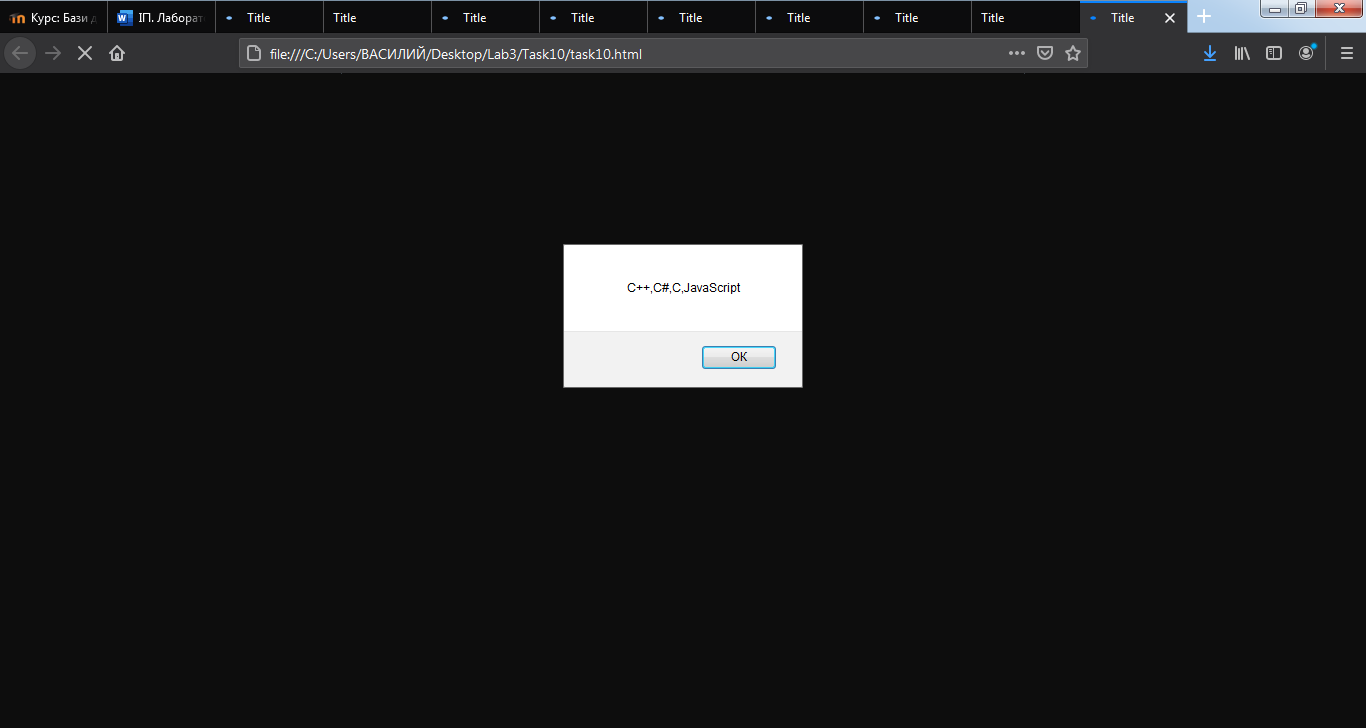 Курс: Бази д
ІП. Лаборат
Title
Title
Title
Title
Title
Title
Title
Title
Title
file:///C:/Users/ВАСИЛИЙ/Desktop/Lab3/Task10/task10.html
C++,C#,C,JavaScript
OK